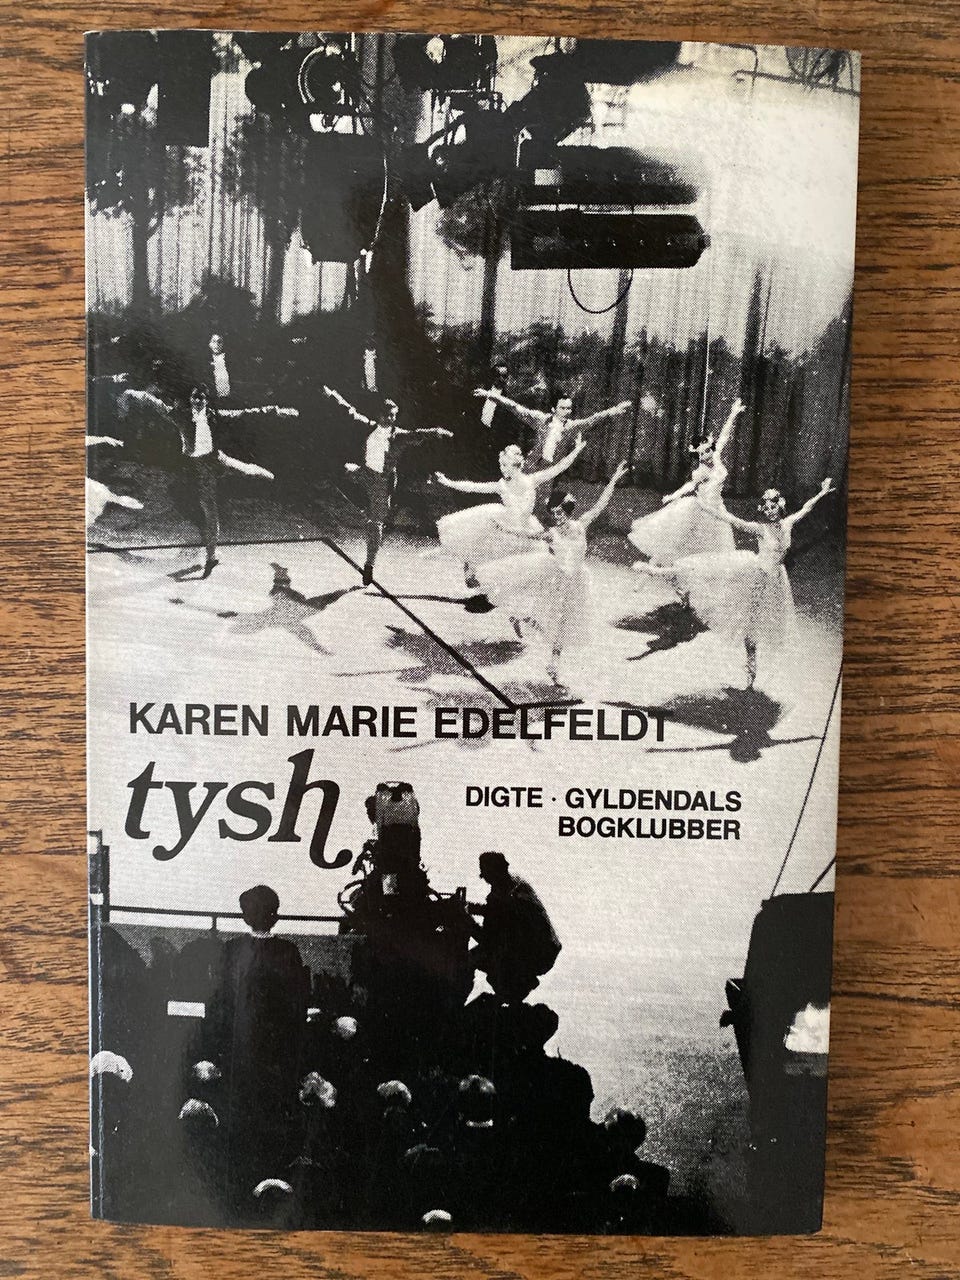 KAREN MARIE EDELFELDT
tysh
DIGTE · GYLDENDALS
BOGKLUBBER